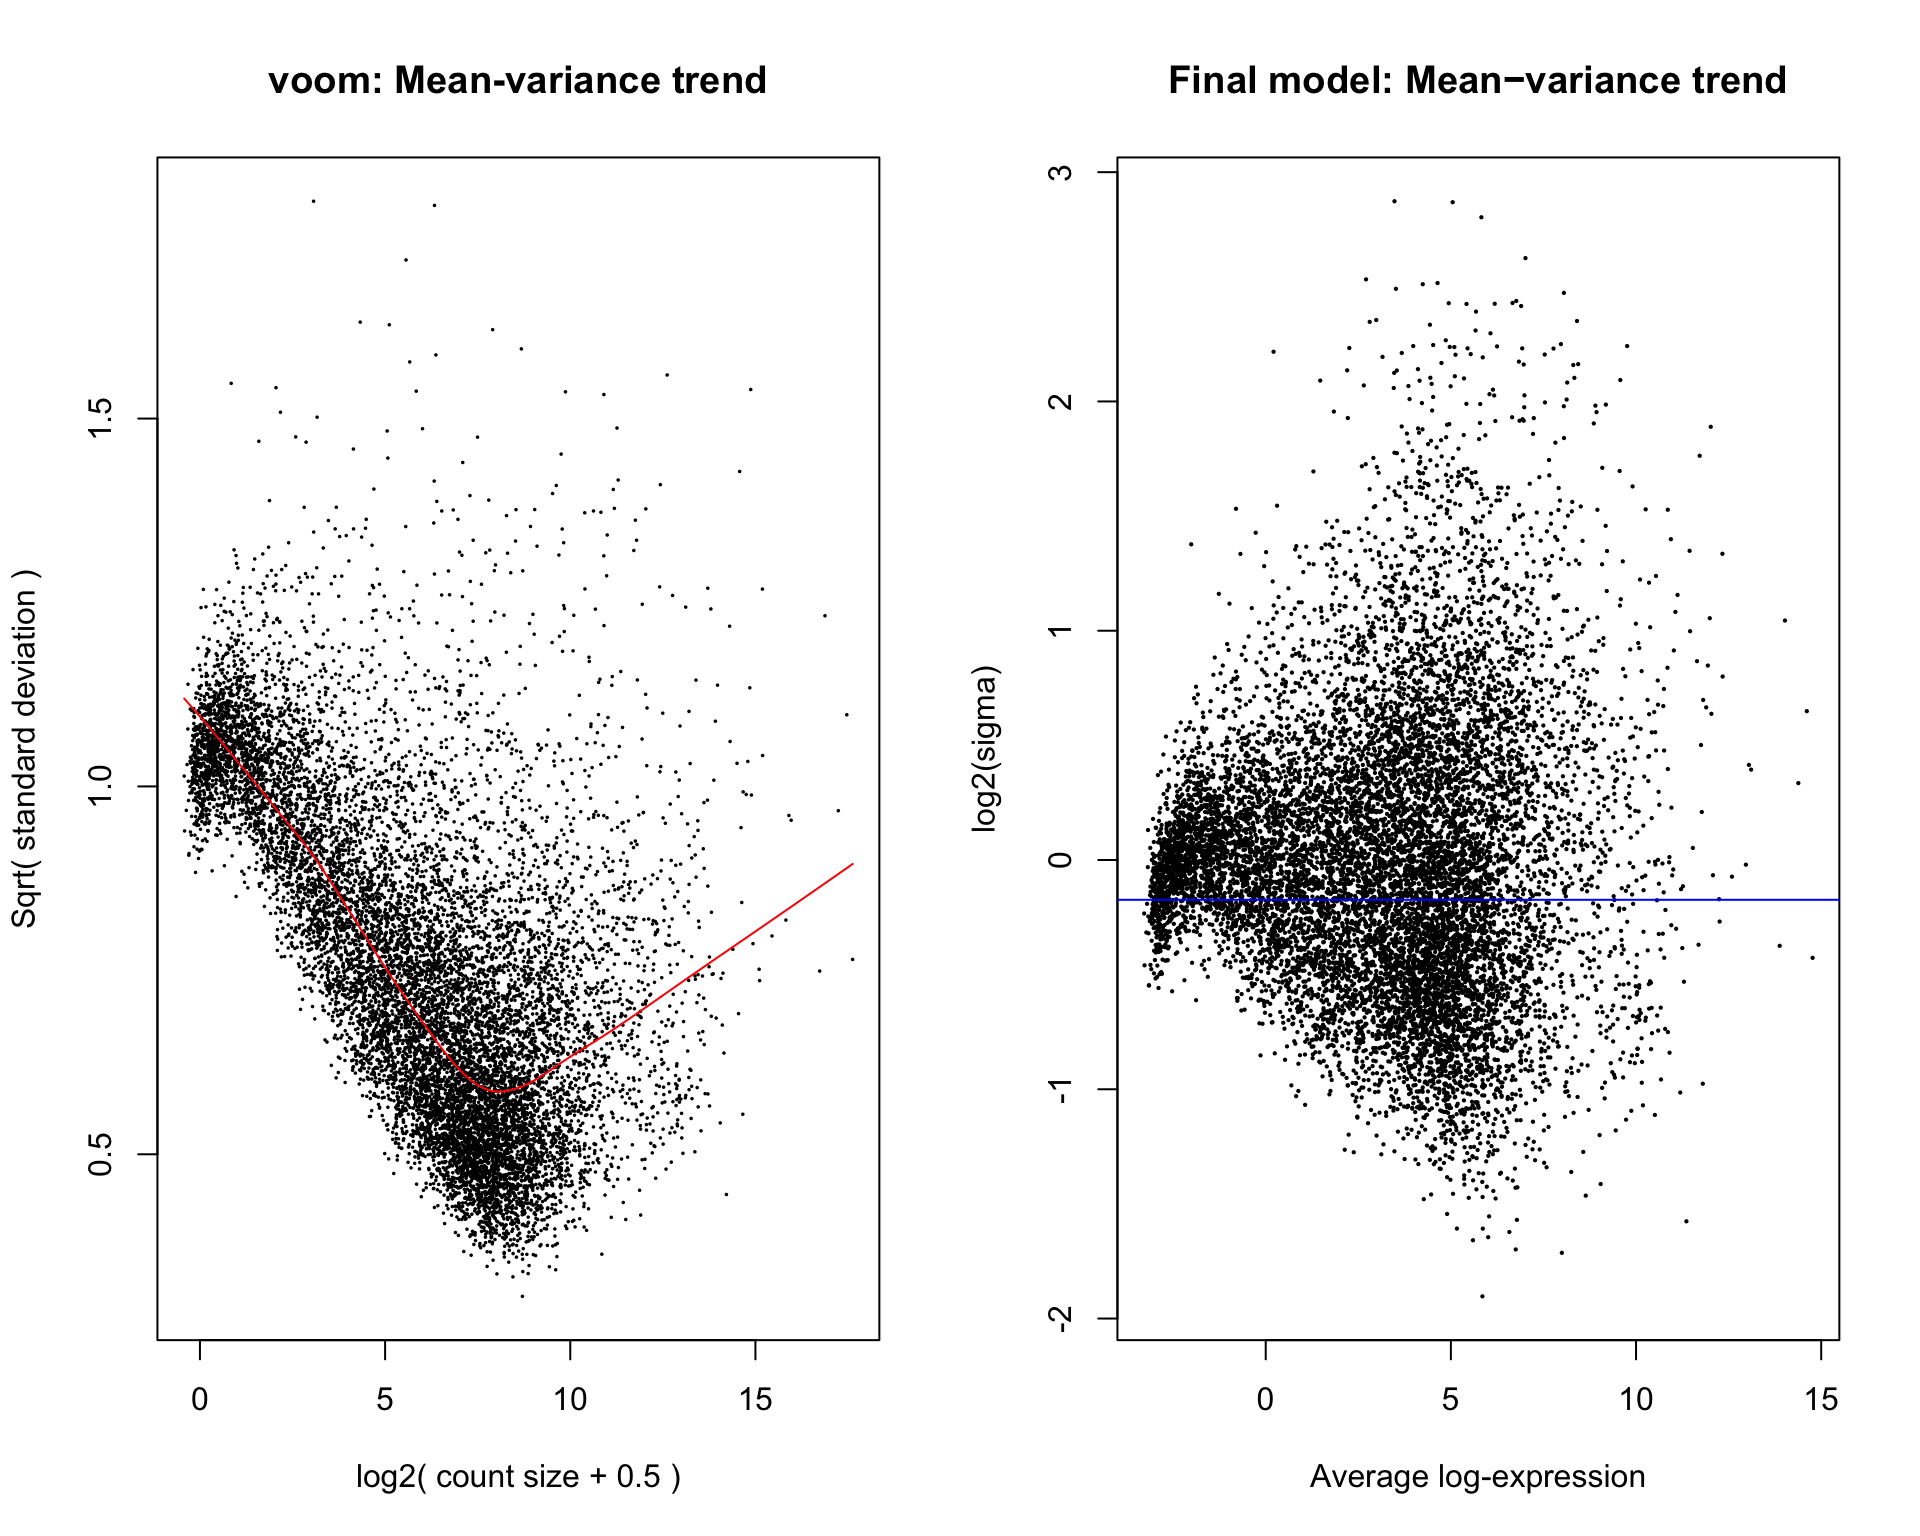 voom: Mean-variance trend
Sqrt( standard deviation )
1.5
1.0
0.5
0 5 10 15
log2( count size + 0.5 )
Final model: Mean−variance trend
log2(sigma)
3
2
1
0
-1
-2
0 5 10 15
Average log-expression